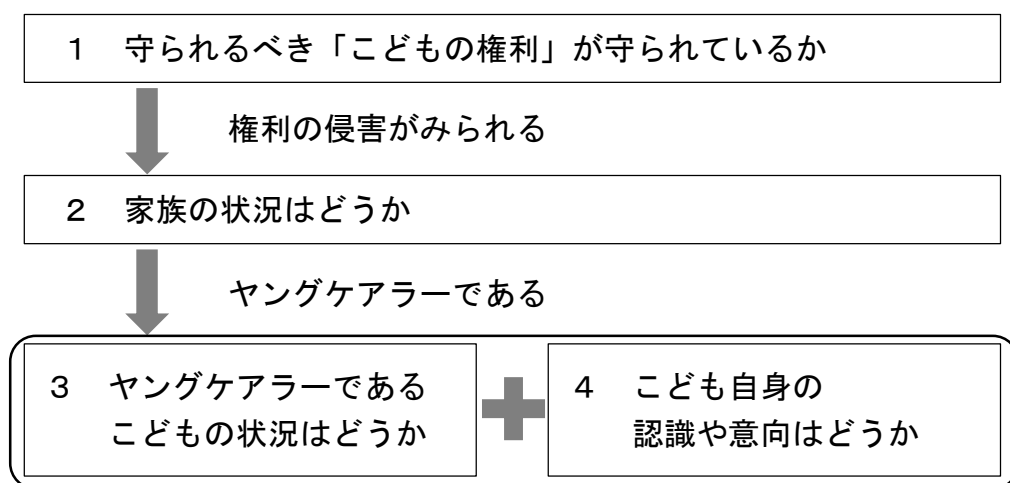 １　守られるべき「こどもの権利」が守られているか
権利の侵害がみられる
２　家族の状況はどうか
ヤングケアラーである
３　ヤングケアラーである
こどもの状況はどうか
４　こども自身の
認識や意向はどうか